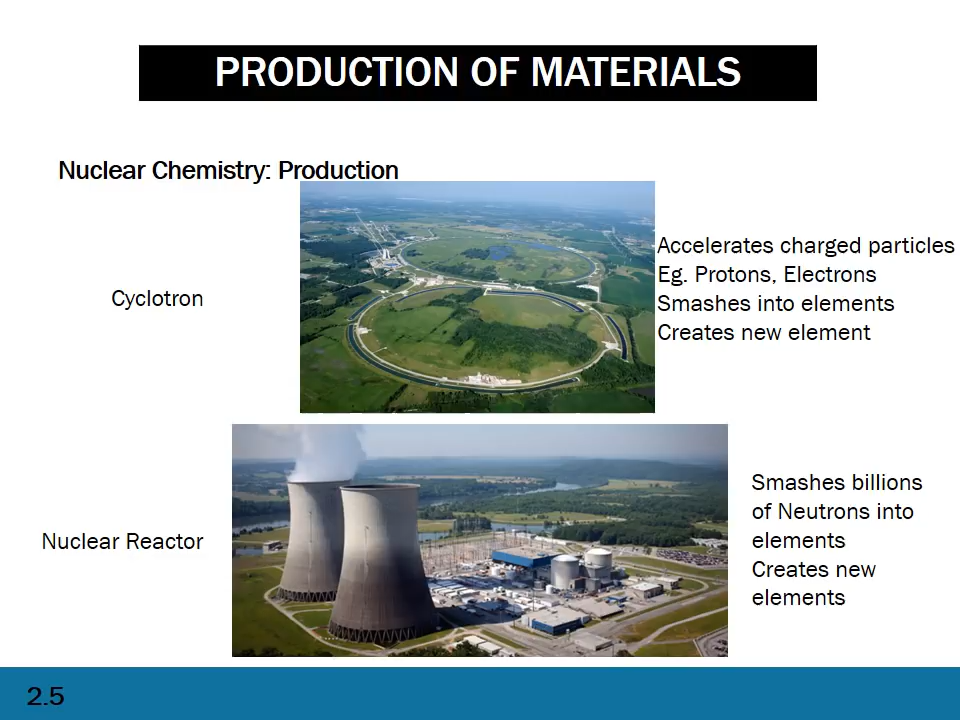 PRODUCTION OF MATERIALS
Nuclear Chemistry: Production
Cyclotron
Accelerates charged particles
Eg. Protons, Electrons
Smashes into elements
Creates new element
Nuclear Reactor
Smashes billions
of Neutrons into
elements
Creates new
elements
2.5